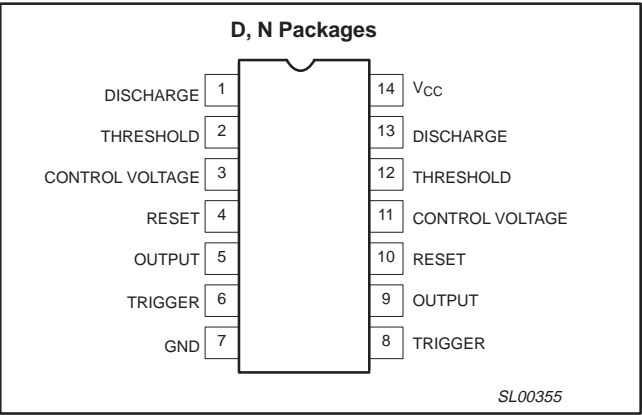 D, N Packages
DISCHARGE 1 14 VCC
THRESHOLD 2 13 DISCHARGE
CONTROL VOLTAGE 3 12 THRESHOLD
RESET 4 11 CONTROL VOLTAGE
OUTPUT 5 10 RESET
TRIGGER 6 9 OUTPUT
GND 7 8 TRIGGER
SL00355